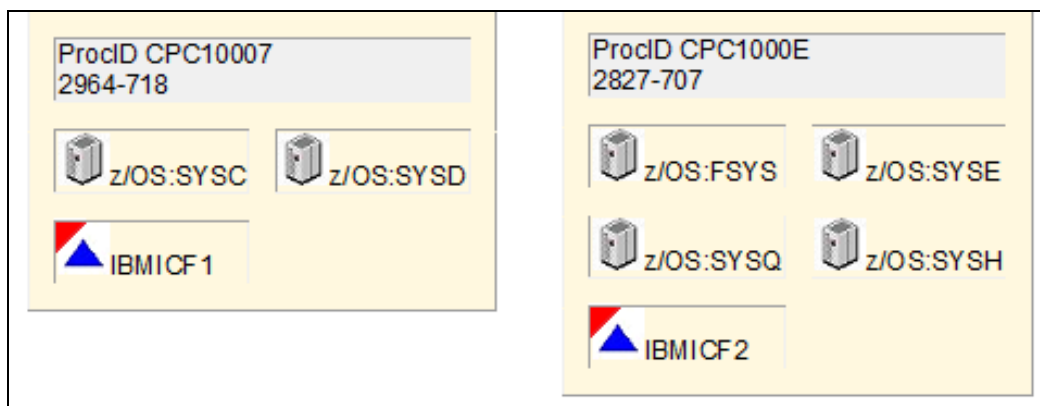 ProcID CPC10007
2964-718
z/OS:SYSC z/OS:SYSD
IBMICF1
ProcID CPC1000E
2827-707
z/OS:FSYS z/OS:SYSE
z/OS:SYSQ z/OS:SYSH
IBMICF2